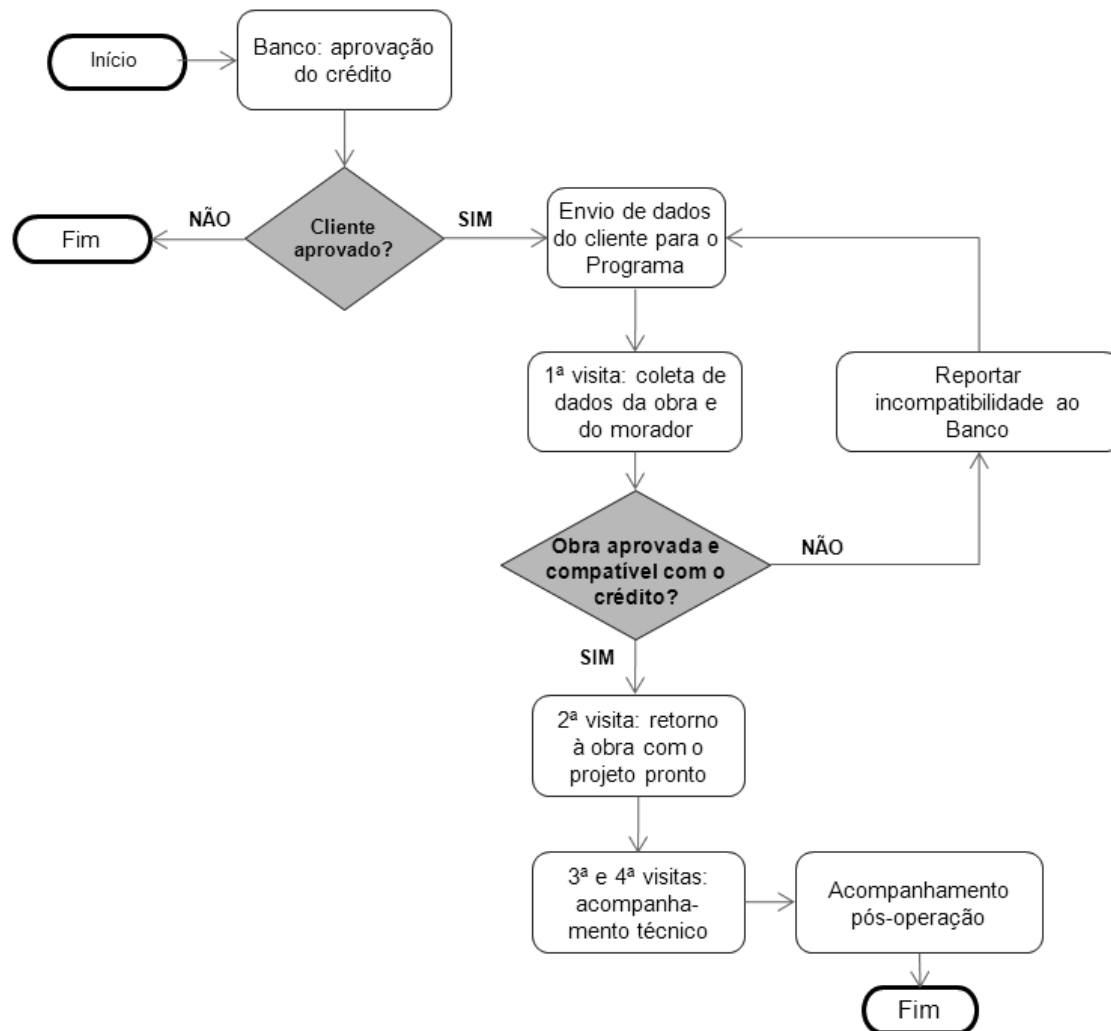 Início
Banco: aprovação
do crédito
Cliente
aprovado?
NÃO
Fim
SIM
Envio de dados
do cliente para o
Programa
1ª visita: coleta de
dados da obra e
do morador
Reportar
incompatibilidade ao
Banco
Obra aprovada e
compatível com o
crédito?
NÃO
SIM
2ª visita: retorno
à obra com o
projeto pronto
3ª e 4ª visitas:
acompanha-
mento técnico
Acompanhamento
pós-operação
Fim